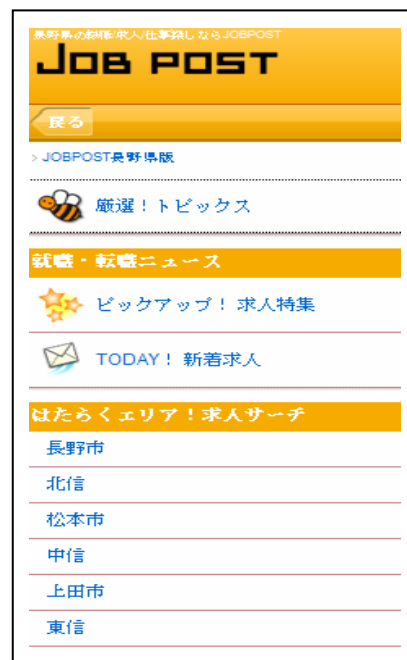 長野県の転職/求人/仕事探しならJOBPOST
JOB POST
戻る
> JOBPOST長野県版
厳選！トピックス
就職・転職ニュース
ピックアップ！ 求人特集
TODAY！ 新着求人
はたらくエリア！求人サーチ
長野市
北信
松本市
中信
上田市
東信